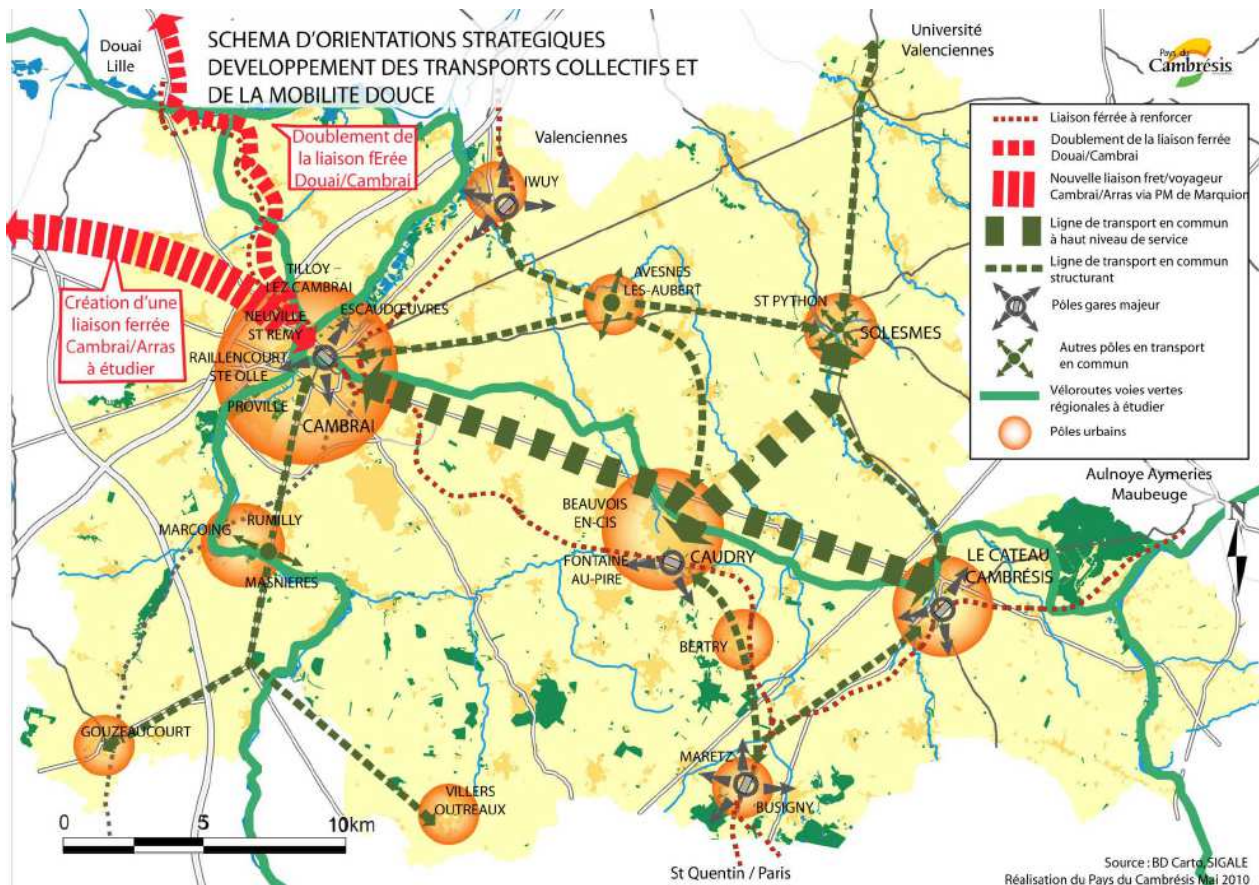 SCHEMA D'ORIENTATIONS STRATEGIQUES
DEVELOPPEMENT DES TRANSPORTS COLLECTIFS ET
DE LA MOBILITE DOUCE
Douai
Lille
Université
Valenciennes
Pays du
Cambrésis
Doublement de
la liaison fErée
Douai/Cambrai
Valenciennes
IWUY
Création d'une
liaison ferrée
Cambrai/Arras
à étudier
TILLOY –
LEZ CAMBRAI
NEUVILLE
ST REMY
ESCAUDŒUVRES
RAILLENCOURT
STE OLLE
PROVILLE
CAMBRAI
AVESNES
LES-AUBERT
ST PYTHON
SOLESMES
Liaison férrée à renforcer
Doublement de la liaison ferrée
Douai/Cambrai
Nouvelle liaison fret/voyageur
Cambrai/Arras via PM de Marquion
Ligne de transport en commun
à haut niveau de service
Ligne de transport en commun
structurant
Pôles gares majeur
Autres pôles en transport
en commun
Véloroutes voies vertes
régionales à étudier
Pôles urbains
Aulnoye Aymeries
Maubeuge
N
BEAUVOIS
EN-CIS
FONTAINE
AU-PIRE
CAUDRY
LE CATEAU
CAMBRÉSIS
MARCOING
RUMILLY
MASNIERES
BERTRY
GOUZEAUCOURT
VILLERS
OUTREAUX
MARETZ
BUSIGNY
0 5 10km
St Quentin / Paris
Source : BD Carto, SIGALE
Réalisation du Pays du Cambrésis Mai 2010